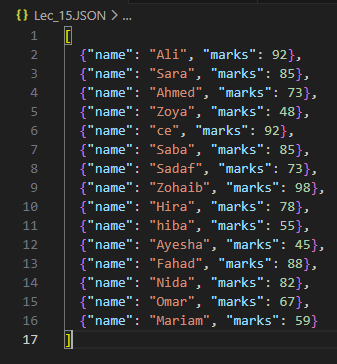 {} Lec_15.JSON > ...
1 [
2 {"name": "Ali", "marks": 92},
3 {"name": "Sara", "marks": 85},
4 {"name": "Ahmed", "marks": 73},
5 {"name": "Zoya", "marks": 48},
6 {"name": "ce", "marks": 92},
7 {"name": "Saba", "marks": 85},
8 {"name": "Sadaf", "marks": 73},
9 {"name": "Zohaib", "marks": 98},
10 {"name": "Hira", "marks": 78},
11 {"name": "hiba", "marks": 55},
12 {"name": "Ayesha", "marks": 45},
13 {"name": "Fahad", "marks": 88},
14 {"name": "Nida", "marks": 82},
15 {"name": "Omar", "marks": 67},
16 {"name": "Mariam", "marks": 59}
17 ]